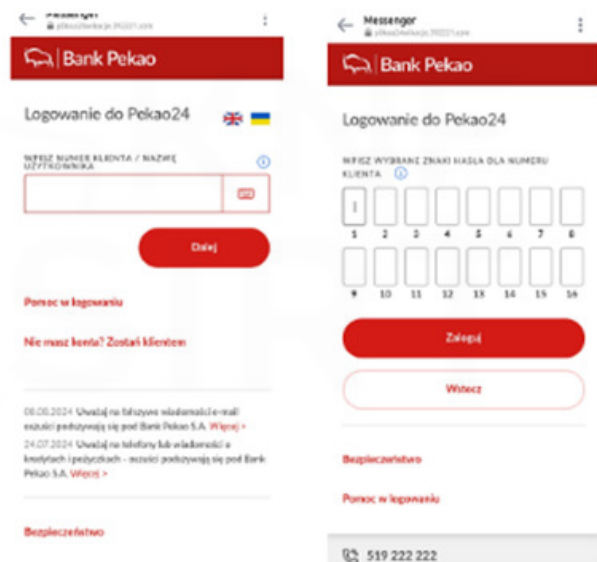 Messenger
Bank Pekao
Logowanie do Pekao24
WPISZ NUMER KLIENTA / NAZWĘ
UŻYTKOWNIKA
Dalej
Pomoc w logowaniu
Nie masz konta? Zostań klientem
08.08.2024 Uważaj na fałszywe wiadomości e-mail
oszuści podszywają się pod Bank Pekao S.A. Więcej >
24.07.2024 Uważaj na telefony lub wiadomości o
kredytach i pożyczkach - oszuści podszywają się pod Bank
Pekao S.A. Więcej >
Bezpieczeństwo
Messenger
Bank Pekao
Logowanie do Pekao24
WPISZ WYBRANE ZNAKI HASŁA DLA NUMERU
KLIENTA
1 2 3 4 5 6 7 8
9 10 11 12 13 14 15 16
Zaloguj
Wstecz
Bezpieczeństwo
Pomoc w logowaniu
519 222 222